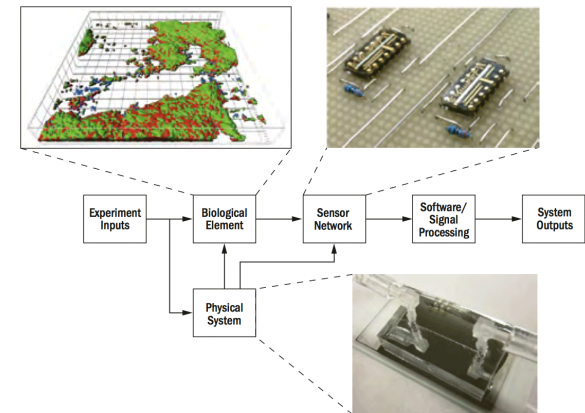 Experiment
Inputs
Biological
Element
Sensor
Network
Software/
Signal
Processing
System
Outputs
Physical
System